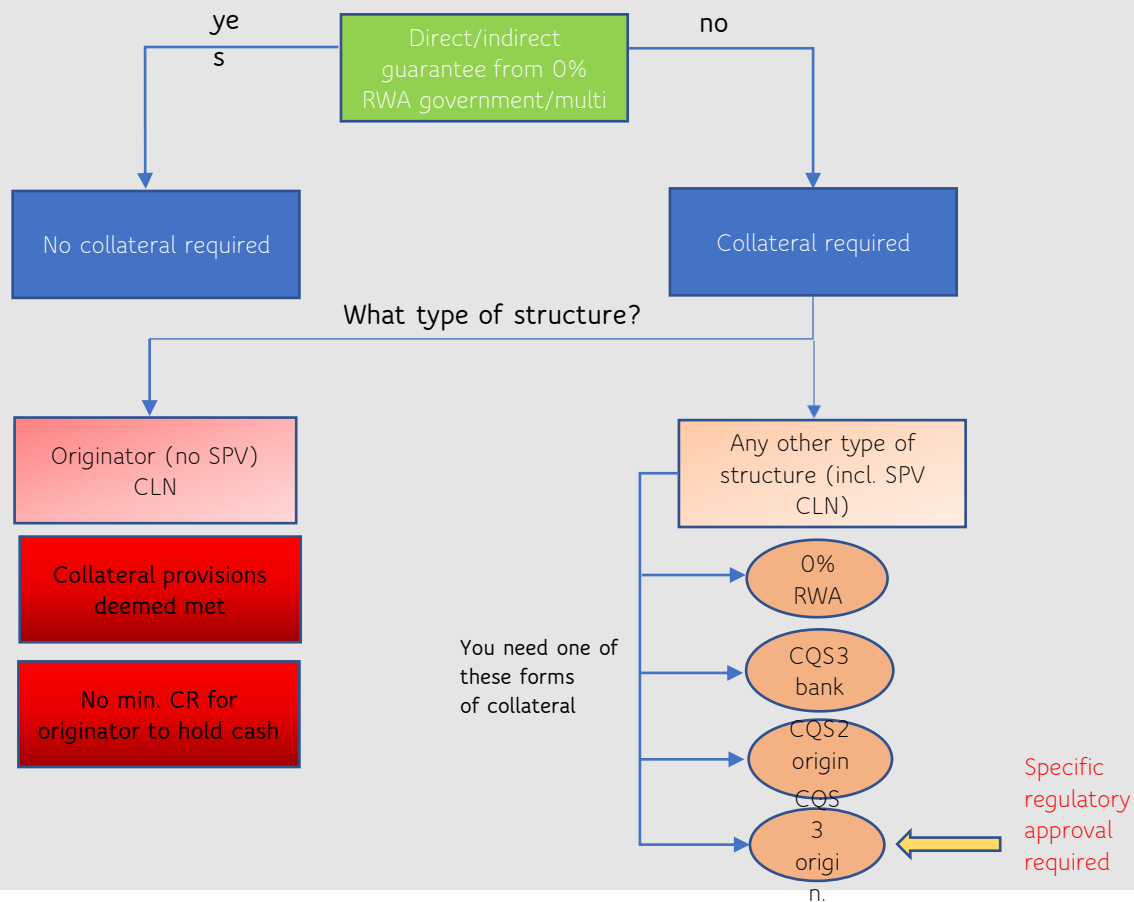 ye
s
Direct/indirect
guarantee from 0%
RWA government/multi
no
No collateral required
Collateral required
What type of structure?
Originator (no SPV)
CLN
Any other type of
structure (incl. SPV
CLN)
Collateral provisions
deemed met
No min. CR for
originator to hold cash
You need one of
these forms
of collateral
0%
RWA
CQS3
bank
CQS2
origin
CQS
3
origi
n.
Specific
regulatory
approval
required